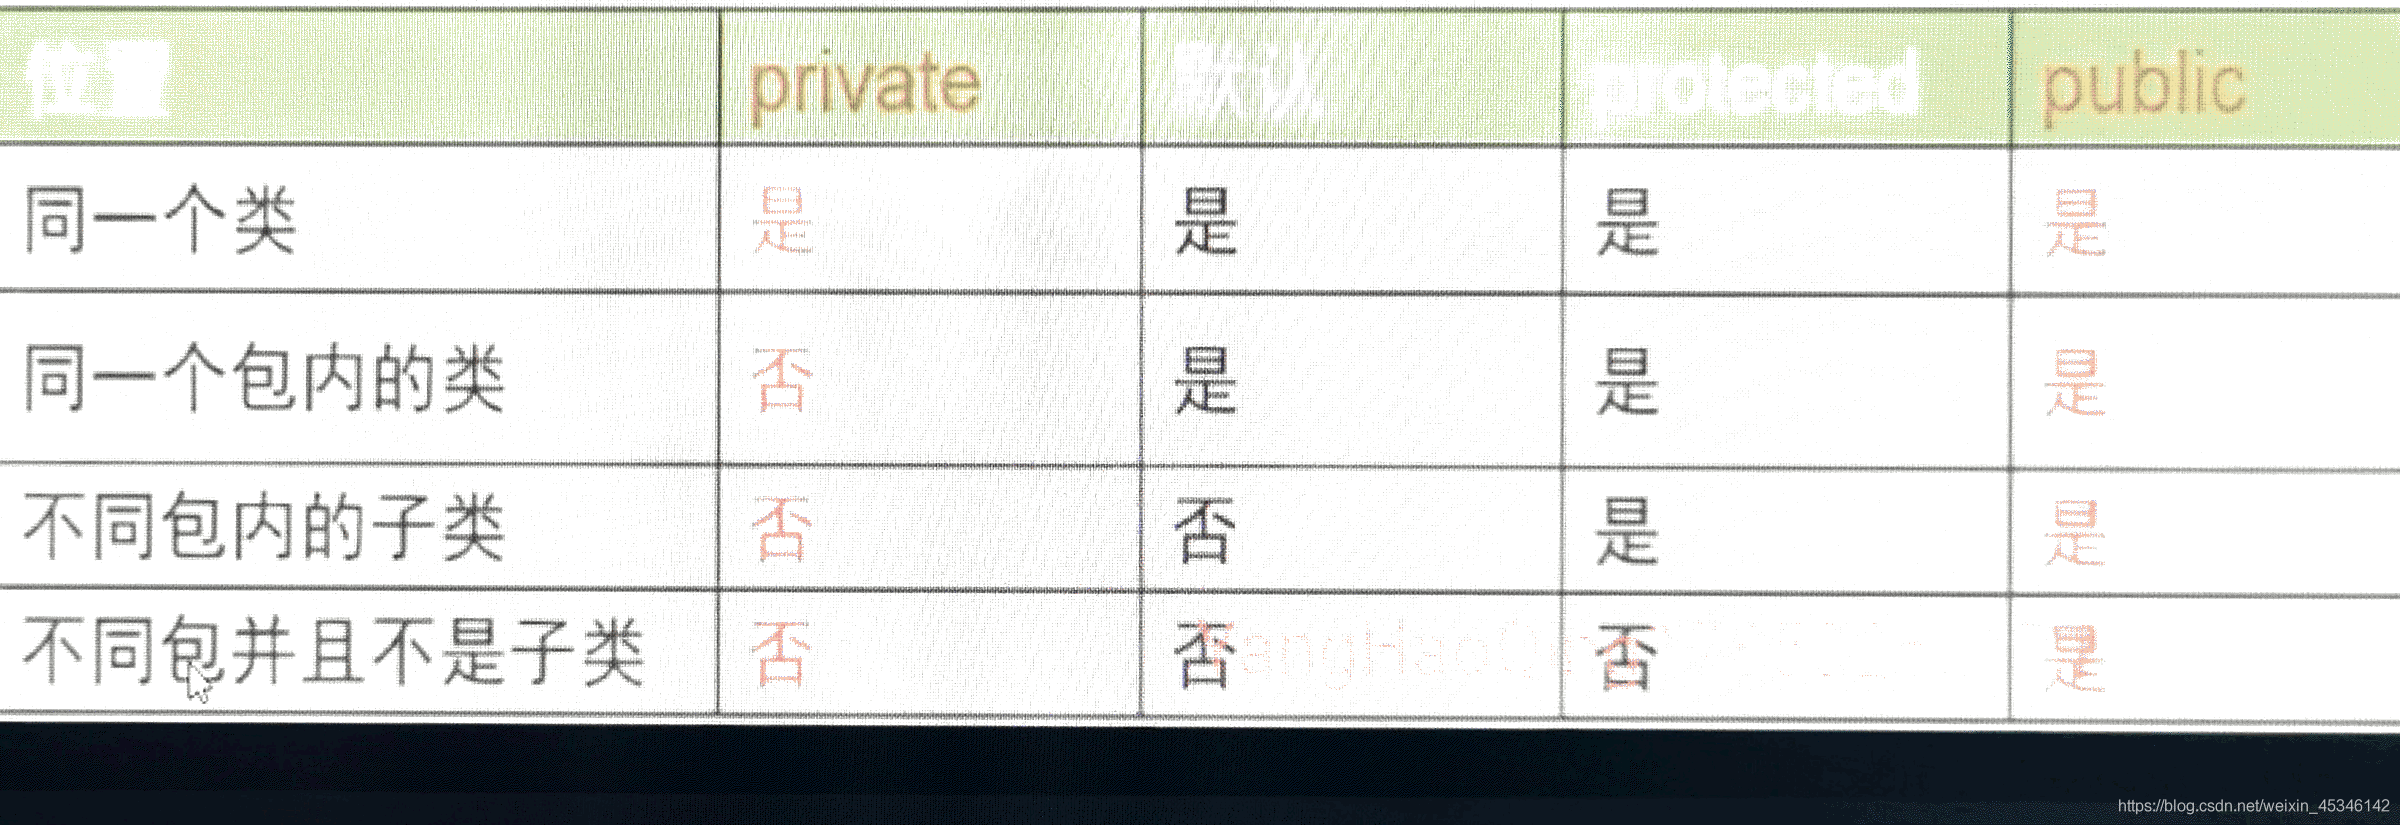 位置 private 默认 protected public
同一个类 是 是 是 是
同一个包内的类 否 是 是 是
不同包内的子类 否 否 是 是
不同包并且不是子类 否 否 否 是
https://blog.csdn.net/weixin_45346142